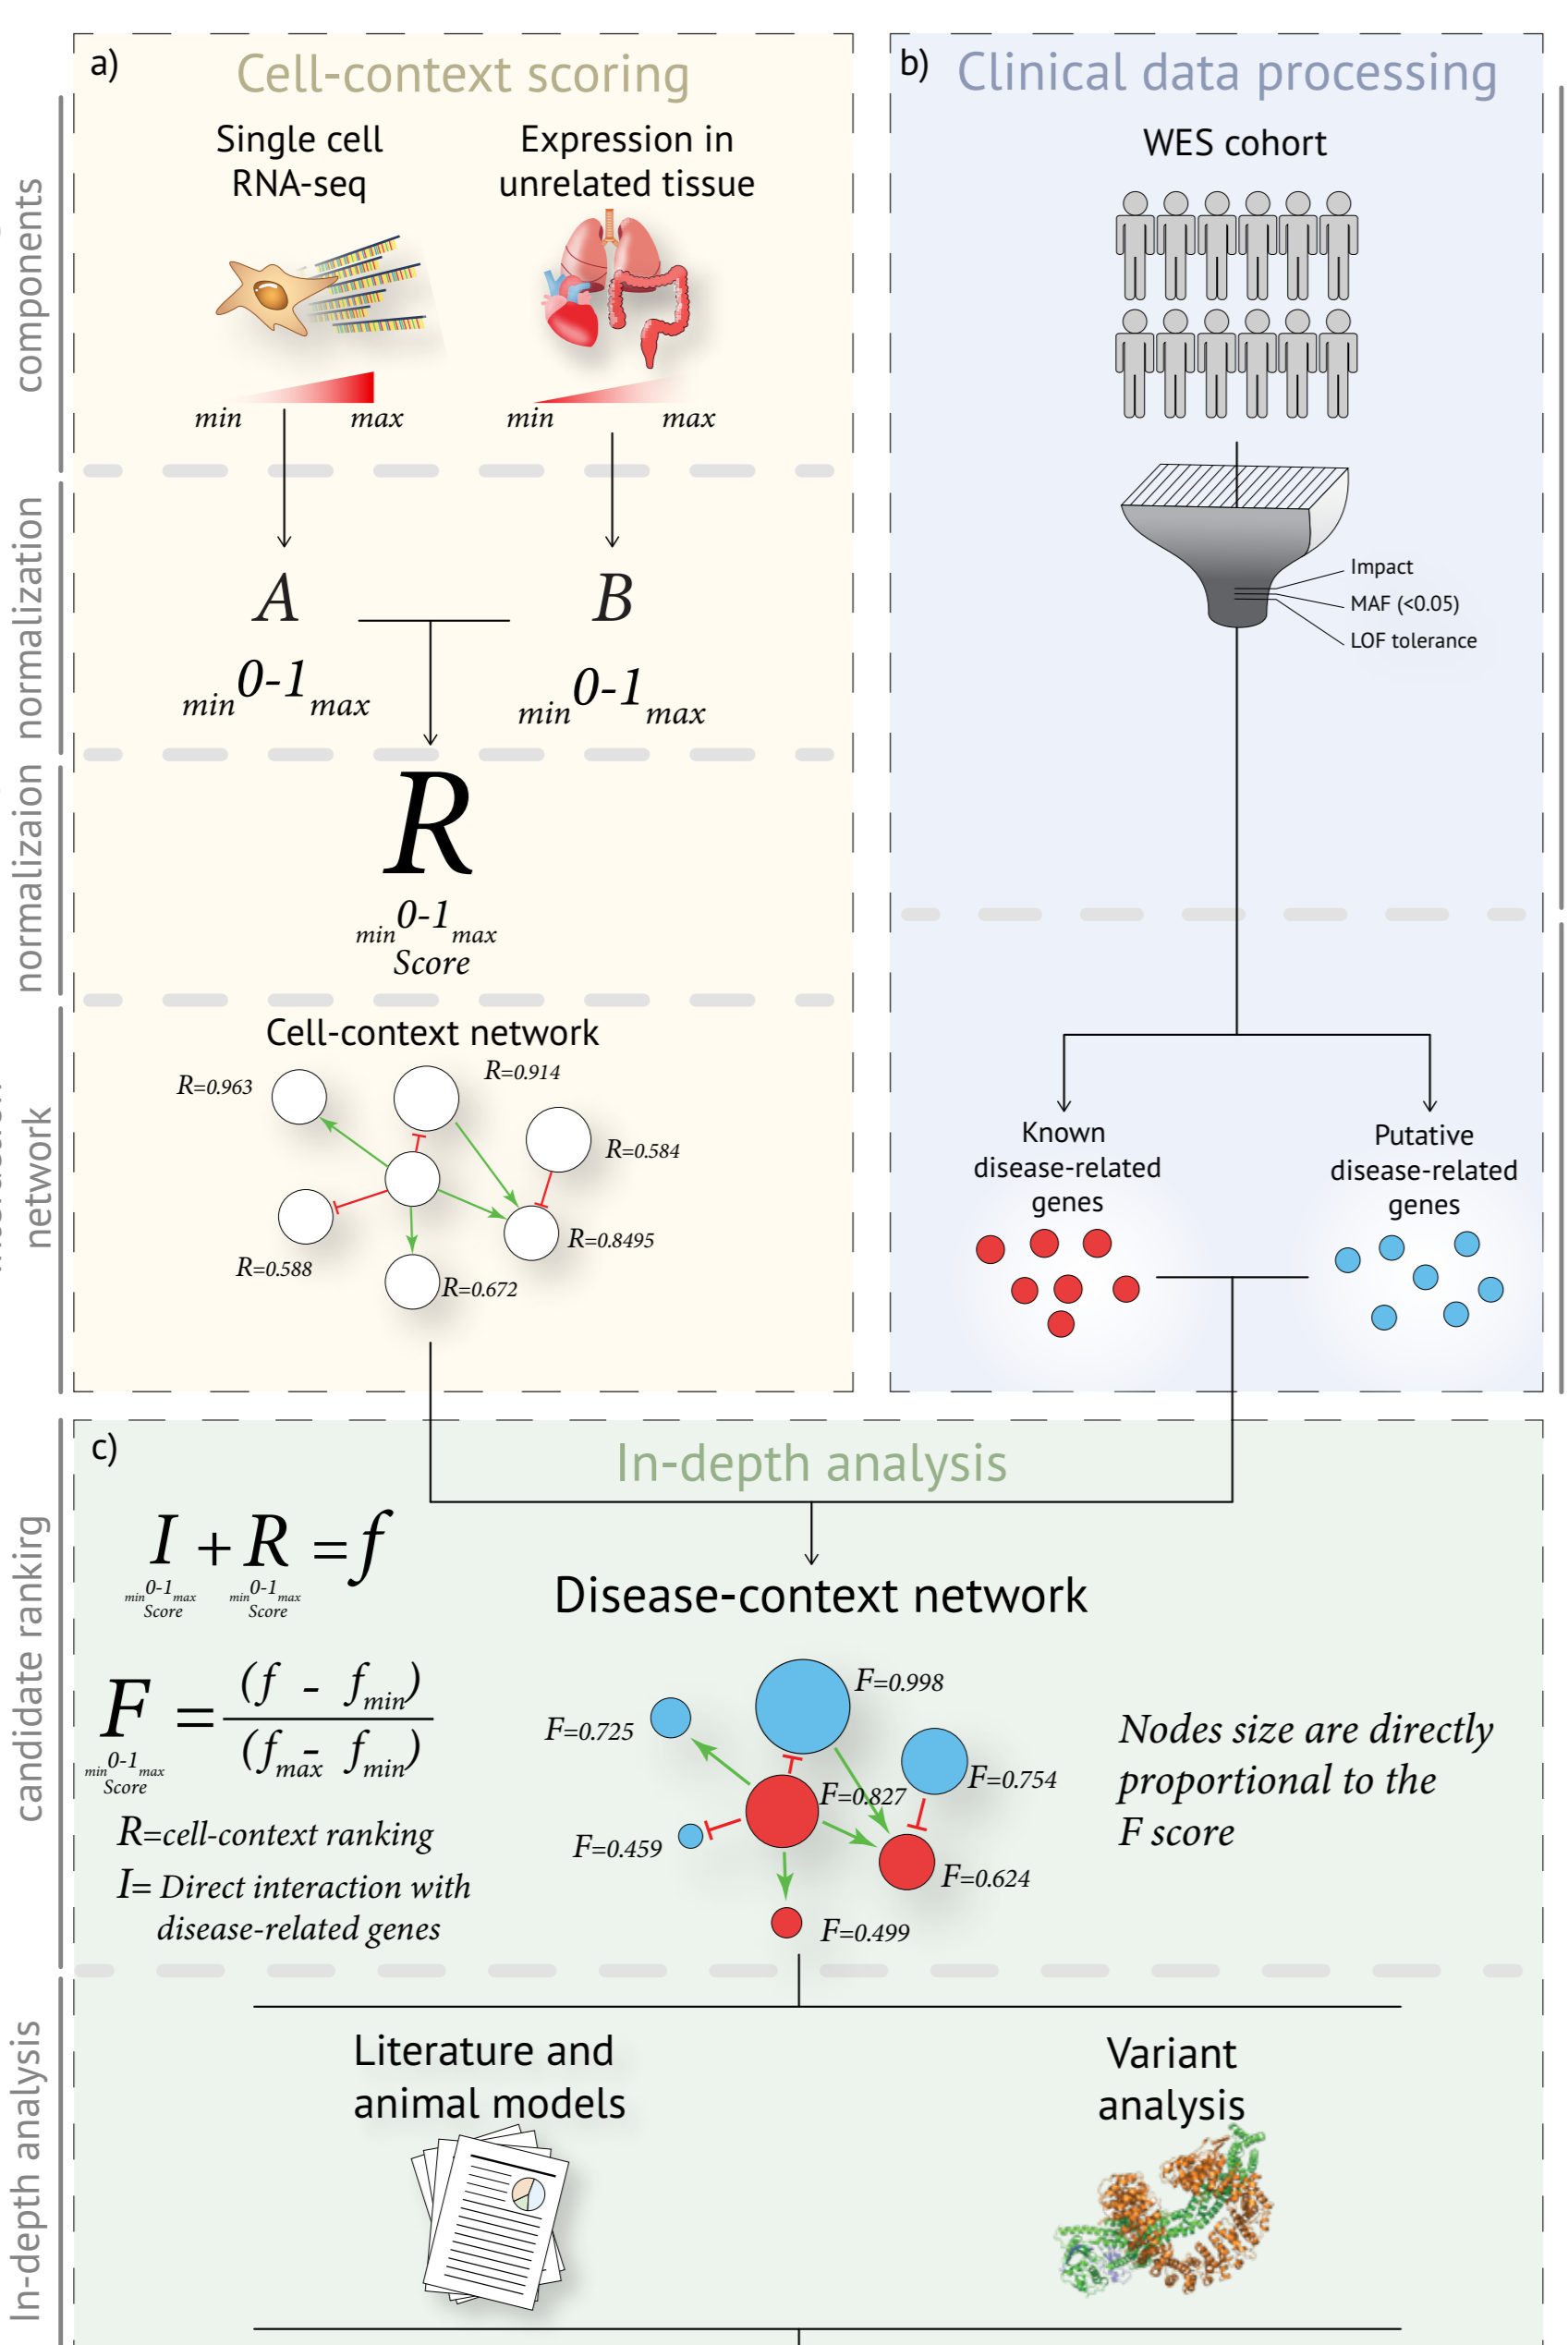 a)
Cell-context scoring
Single cell
RNA-seq
Expression in
unrelated tissue
min
max
min
max
A
min 0-1 max
B
min 0-1 max
R
min 0-1 max
Score
Cell-context network
R=0.963
R=0.914
R=0.584
R=0.588
R=0.8495
R=0.672
components
normalization
normalizaion
network
b)
Clinical data processing
WES cohort
Impact
MAF (<0.05)
LOF tolerance
Known
disease-related
genes
Putative
disease-related
genes
c)
In-depth analysis
candidate ranking
I + R = f
min 0-1 max
Score
min 0-1 max
Score
F = (f - fmin)
(fmax - fmin)
min 0-1 max
Score
R=cell-context ranking
I= Direct interaction with
disease-related genes
Disease-context network
F=0.998
F=0.725
F=0.754
F=0.827
F=0.459
F=0.624
F=0.499
Nodes size are directly
proportional to the
F score
In-depth analysis
Literature and
animal models
Variant
analysis